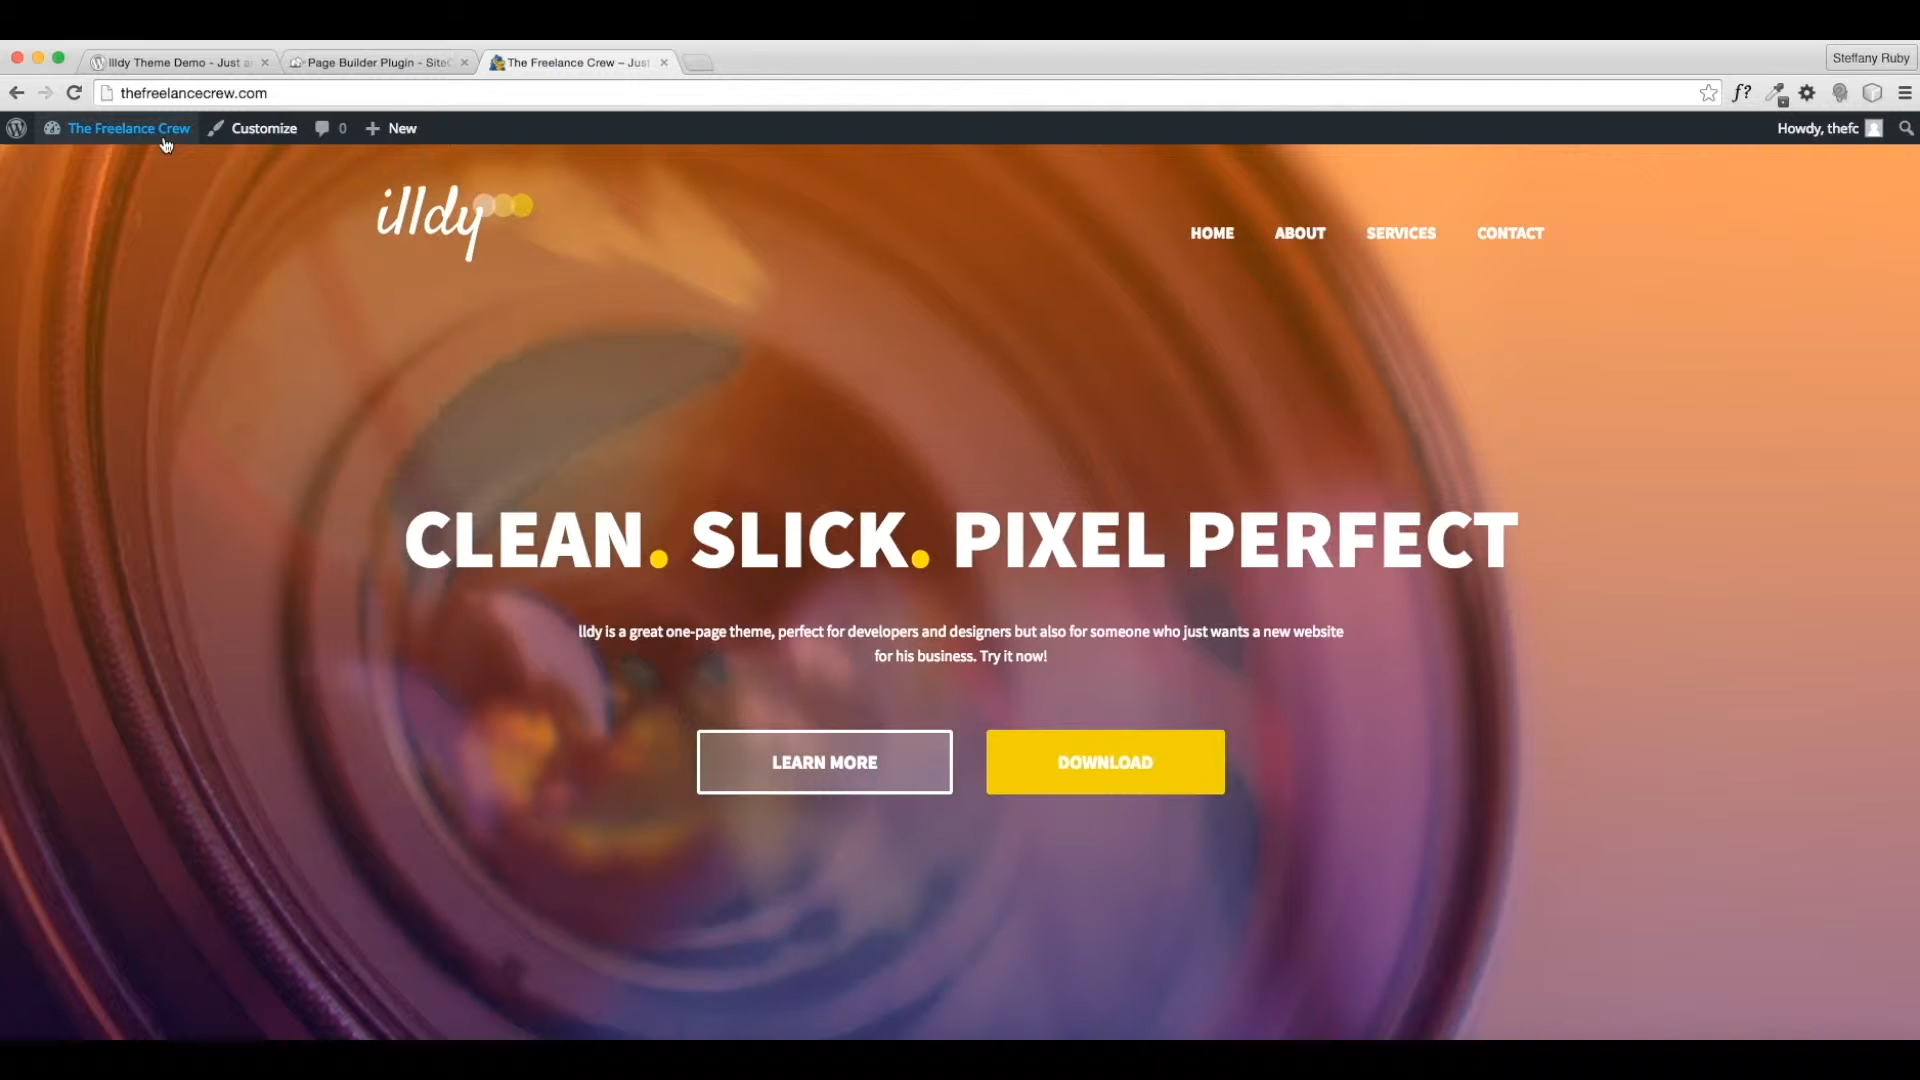 Illdy Theme Demo - Just a
Page Builder Plugin - Site
The Freelance Crew – Just
Steffany Ruby
thefreelancecrew.com
f?
The Freelance Crew
Customize
0
New
Howdy, thefc
illdy
HOME
ABOUT
SERVICES
CONTACT
CLEAN. SLICK. PIXEL PERFECT
lldy is a great one-page theme, perfect for developers and designers but also for someone who just wants a new website
for his business. Try it now!
LEARN MORE
DOWNLOAD